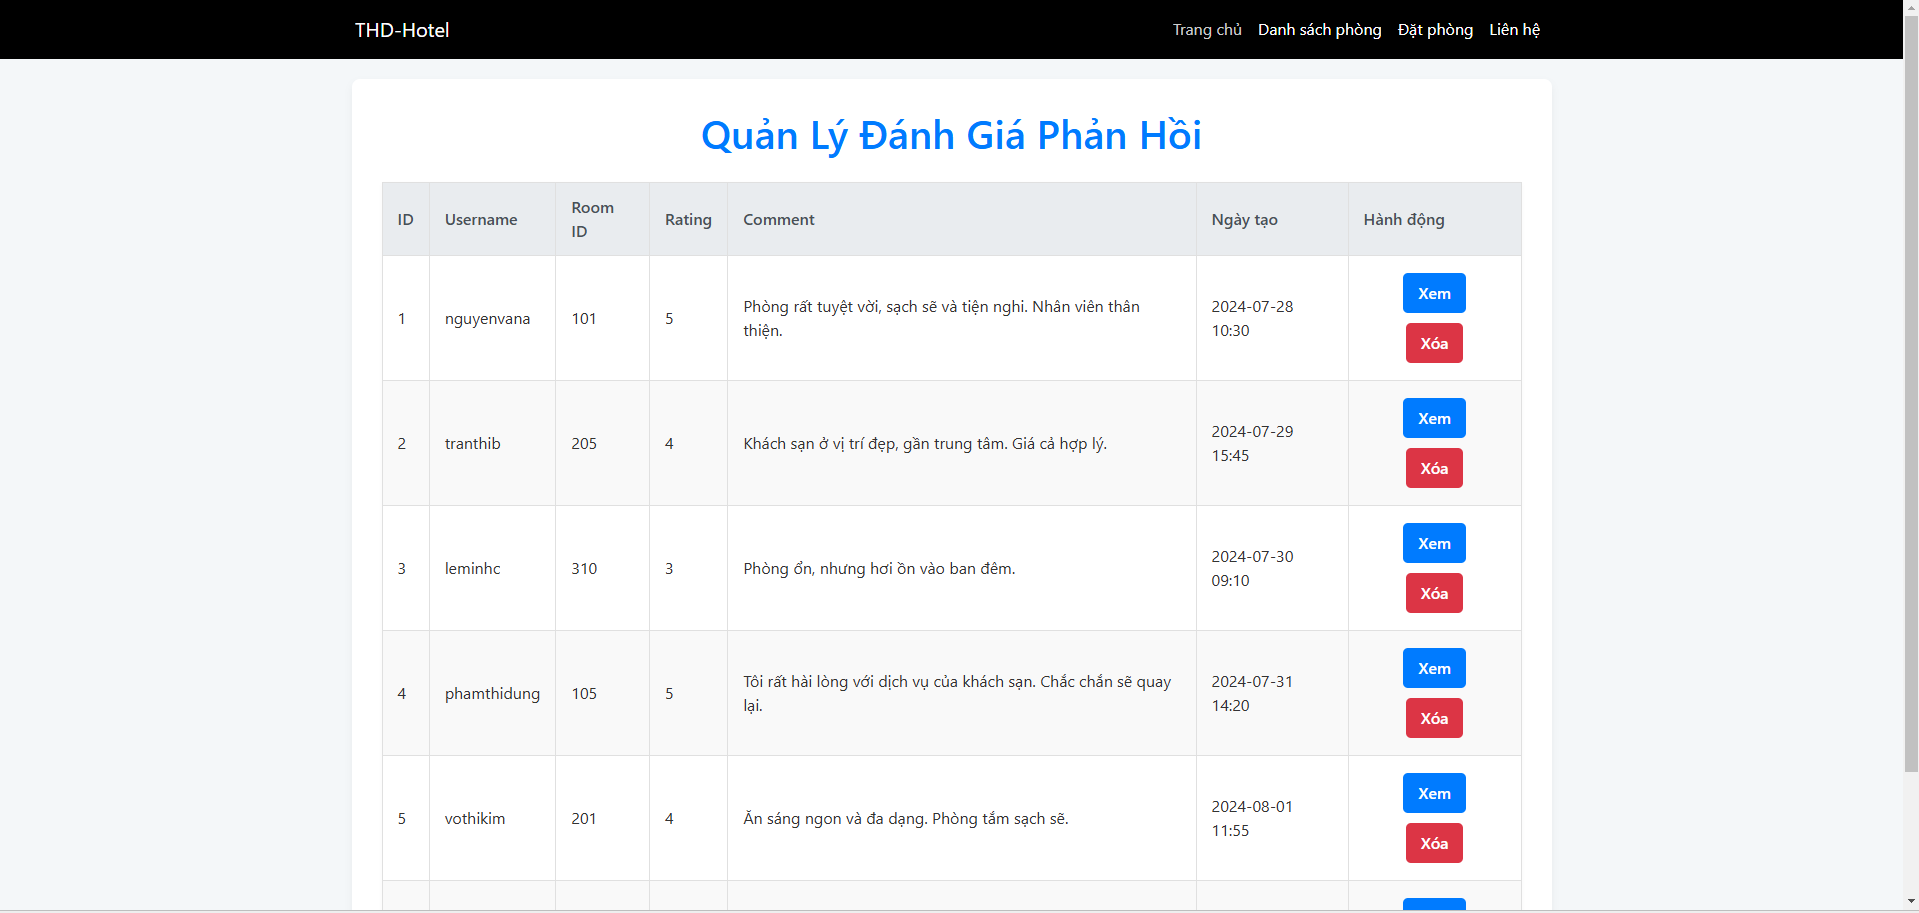 THD-Hotel Trang chủ Danh sách phòng Đặt phòng Liên hệ
Quản Lý Đánh Giá Phản Hồi
ID Username Room ID Rating Comment Ngày tạo Hành động
1 nguyenvana 101 5 Phòng rất tuyệt vời, sạch sẽ và tiện nghi. Nhân viên thân thiện. 2024-07-28 10:30 Xem Xóa
2 tranthib 205 4 Khách sạn ở vị trí đẹp, gần trung tâm. Giá cả hợp lý. 2024-07-29 15:45 Xem Xóa
3 leminhc 310 3 Phòng ổn, nhưng hơi ồn vào ban đêm. 2024-07-30 09:10 Xem Xóa
4 phamthidung 105 5 Tôi rất hài lòng với dịch vụ của khách sạn. Chắc chắn sẽ quay lại. 2024-07-31 14:20 Xem Xóa
5 vothikim 201 4 Ăn sáng ngon và đa dạng. Phòng tắm sạch sẽ. 2024-08-01 11:55 Xem Xóa